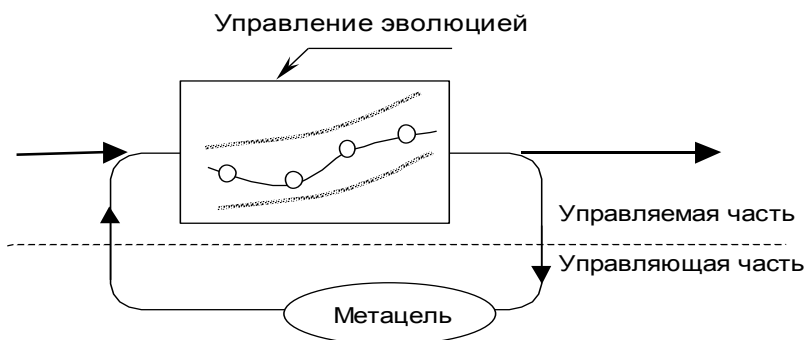 Управление эволюцией
Управляемая часть
Управляющая часть
Метацель